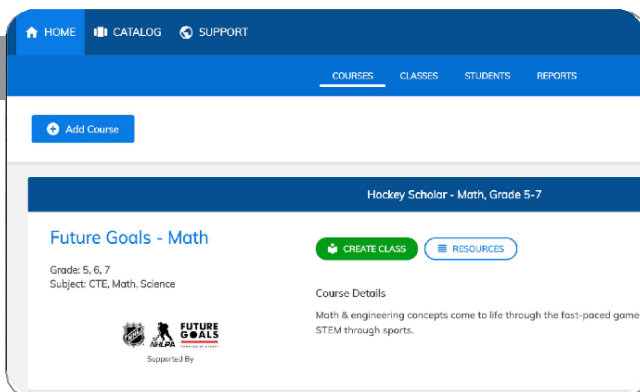 HOME CATALOG SUPPORT
COURSES CLASSES STUDENTS REPORTS
Add Course
Hockey Scholar - Math, Grade 5-7
Future Goals - Math
Grade: 5, 6, 7
Subject: CTE, Math, Science
NHL NHLPA FUTURE GOALS
Supported By
CREATE CLASS RESOURCES
Course Details
Math & engineering concepts come to life through the fast-paced game
STEM through sports.